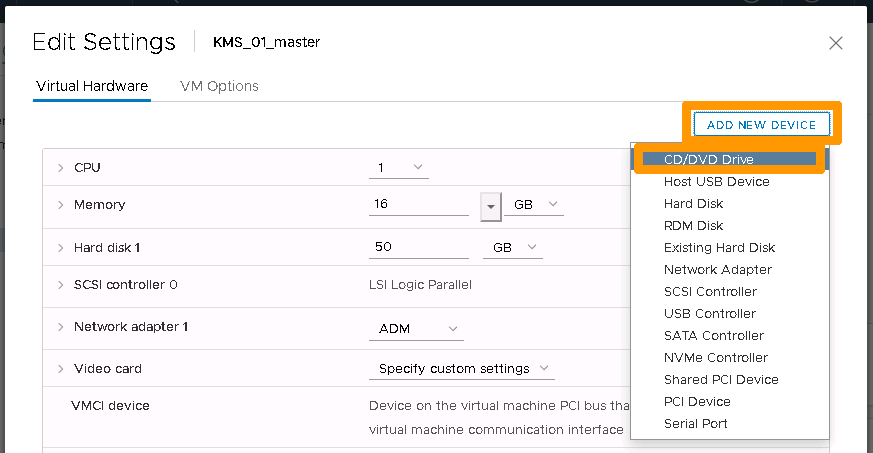 Edit Settings
KMS_01_master
Virtual Hardware
VM Options
ADD NEW DEVICE
CPU
1
Memory
16
GB
Hard disk 1
50
GB
SCSI controller 0
LSI Logic Parallel
Network adapter 1
ADM
Video card
Specify custom settings
VMCI device
Device on the virtual machine PCI bus
virtual machine communication interface
CD/DVD Drive
Host USB Device
Hard Disk
RDM Disk
Existing Hard Disk
Network Adapter
SCSI Controller
USB Controller
SATA Controller
NVMe Controller
Shared PCI Device
PCI Device
Serial Port